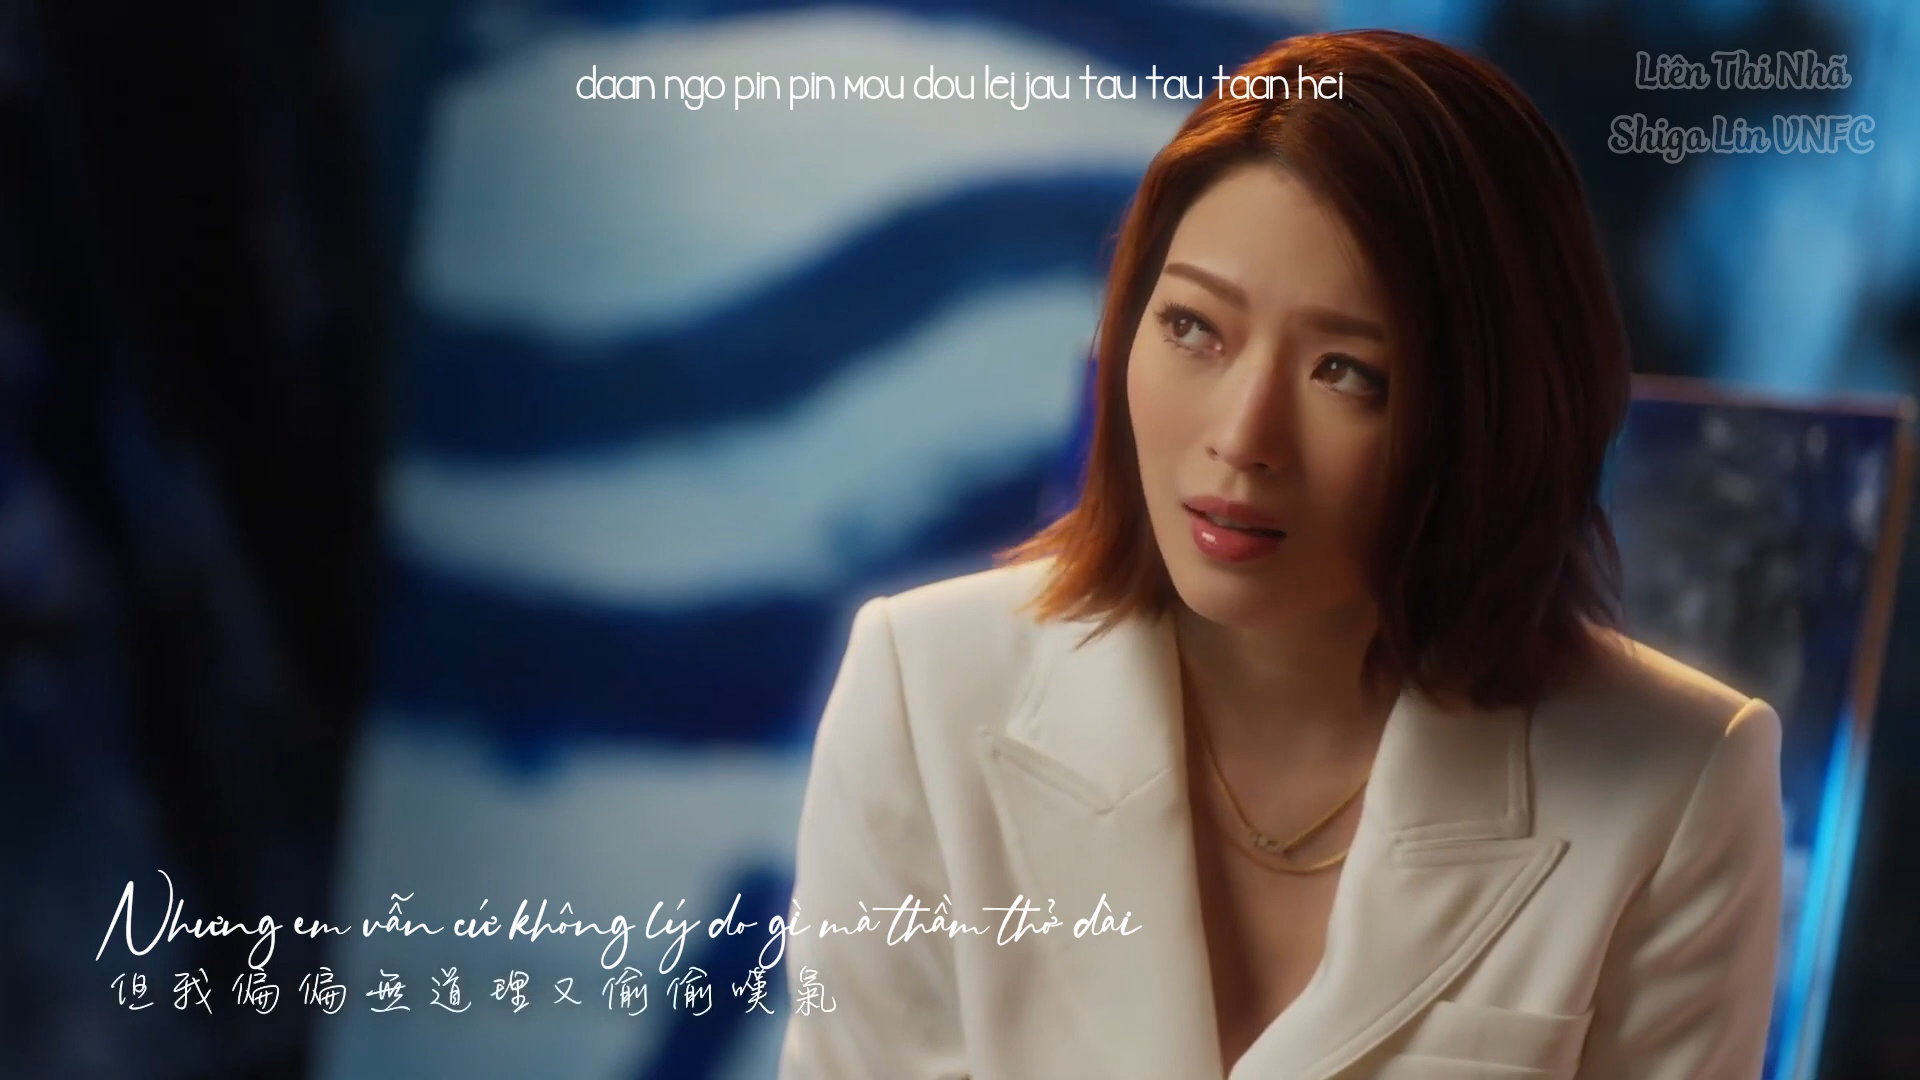 daan ngo pin pin mou dou lei jau tau tau taan hei
Liên Thi Nhã
Shiga Lin VNFC
Nhưng em vẫn cứ không lý do gì mà thầm thở dài
但我偏偏無道理又偷偷嘆氣